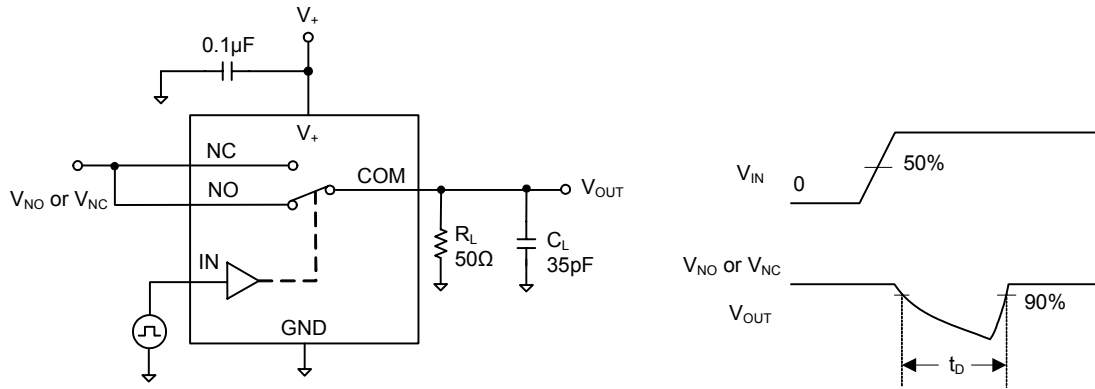 V+
0.1µF
V+
NC
NO
COM
VNO or VNC
VOUT
IN
RL
50Ω
CL
35pF
GND
VIN
0
50%
VNO or VNC
VOUT
90%
tD